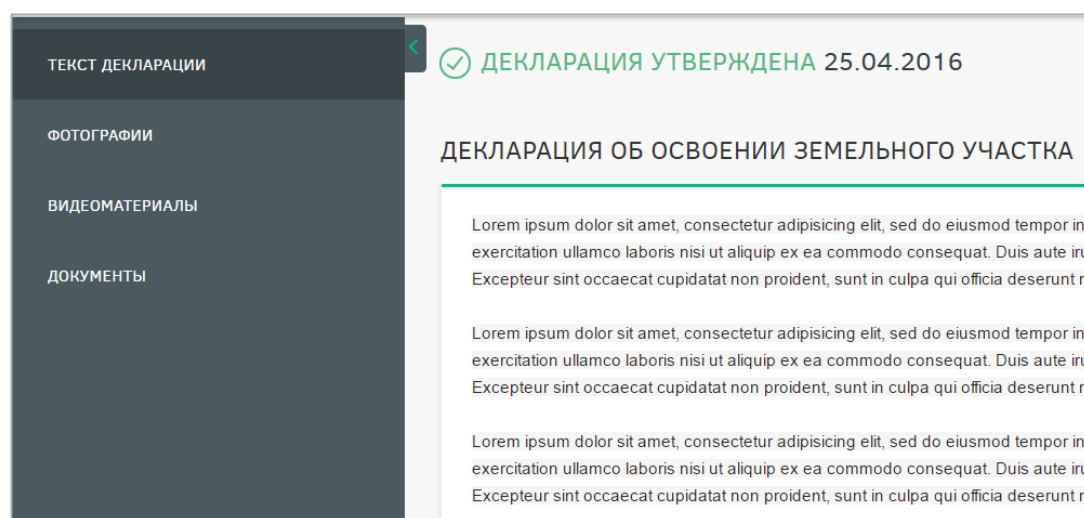 ТЕКСТ ДЕКЛАРАЦИИ
ФОТОГРАФИИ
ВИДЕОМАТЕРИАЛЫ
ДОКУМЕНТЫ
ДЕКЛАРАЦИЯ УТВЕРЖДЕНА 25.04.2016
ДЕКЛАРАЦИЯ ОБ ОСВОЕНИИ ЗЕМЕЛЬНОГО УЧАСТКА
Lorem ipsum dolor sit amet, consectetur adipisicing elit, sed do eiusmod tempor in
exercitation ullamco laboris nisi ut aliquip ex ea commodo consequat. Duis aute iru
Excepteur sint occaecat cupidatat non proident, sunt in culpa qui officia deserunt
Lorem ipsum dolor sit amet, consectetur adipisicing elit, sed do eiusmod tempor in
exercitation ullamco laboris nisi ut aliquip ex ea commodo consequat. Duis aute iru
Excepteur sint occaecat cupidatat non proident, sunt in culpa qui officia deserunt
Lorem ipsum dolor sit amet, consectetur adipisicing elit, sed do eiusmod tempor in
exercitation ullamco laboris nisi ut aliquip ex ea commodo consequat. Duis aute iru
Excepteur sint occaecat cupidatat non proident, sunt in culpa qui officia deserunt